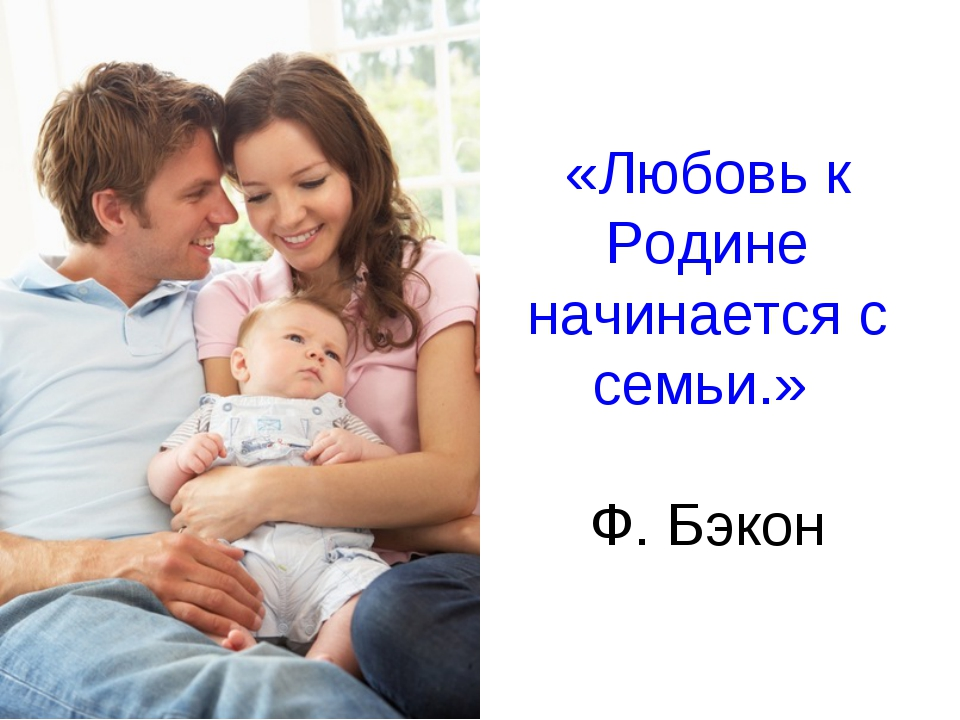 «Любовь к
Родине
начинается с
семьи.»
Ф. Бэкон